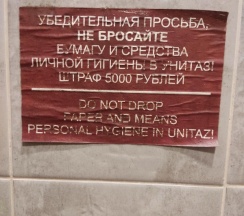 УБЕДИТЕЛЬНАЯ ПРОСЬБА,
НЕ БРОСАЙТЕ
БУМАГУ И СРЕДСТВА
ЛИЧНОЙ ГИГИЕНЫ В УНИТАЗ!
ШТРАФ 5000 РУБЛЕЙ
DO NOT DROP
PAPER AND MEANS
PERSONAL HYGIENE IN UNITAZ!